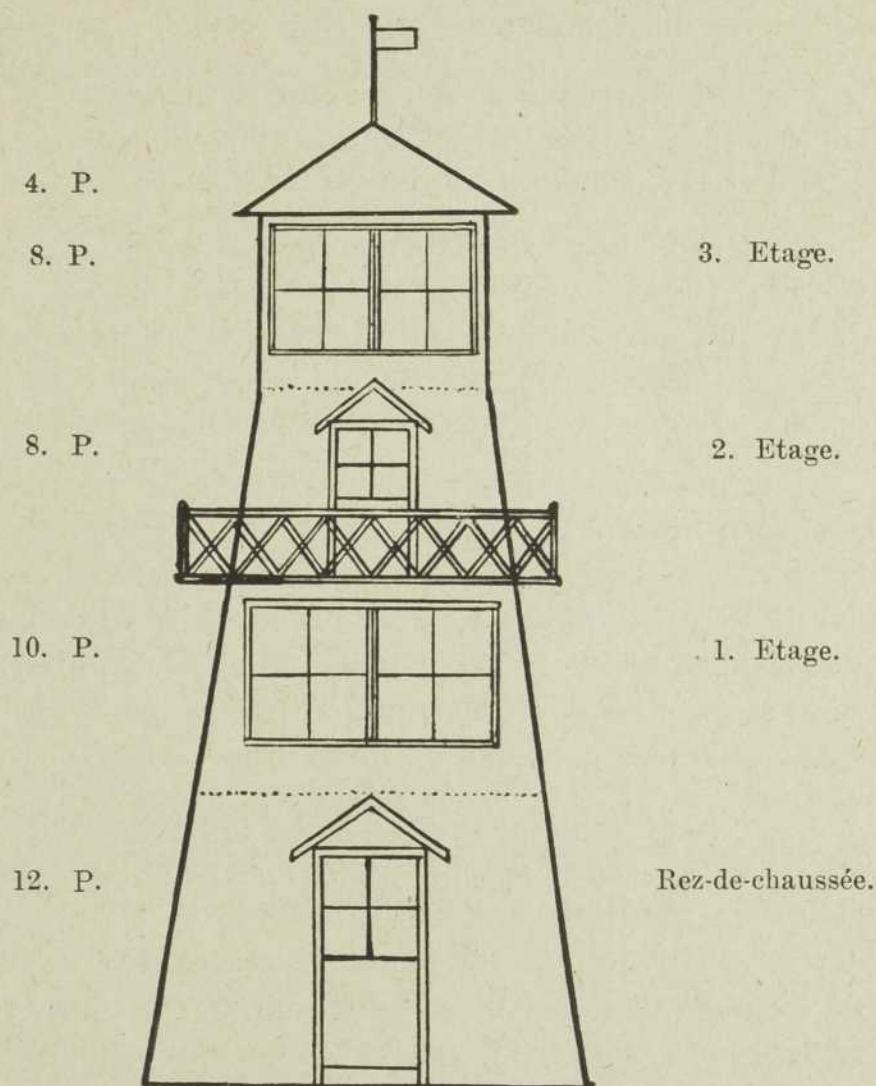 4. P.
8. P. 3. Etage.
8. P. 2. Etage.
10. P. 1. Etage.
12. P. Rez-de-chaussée.